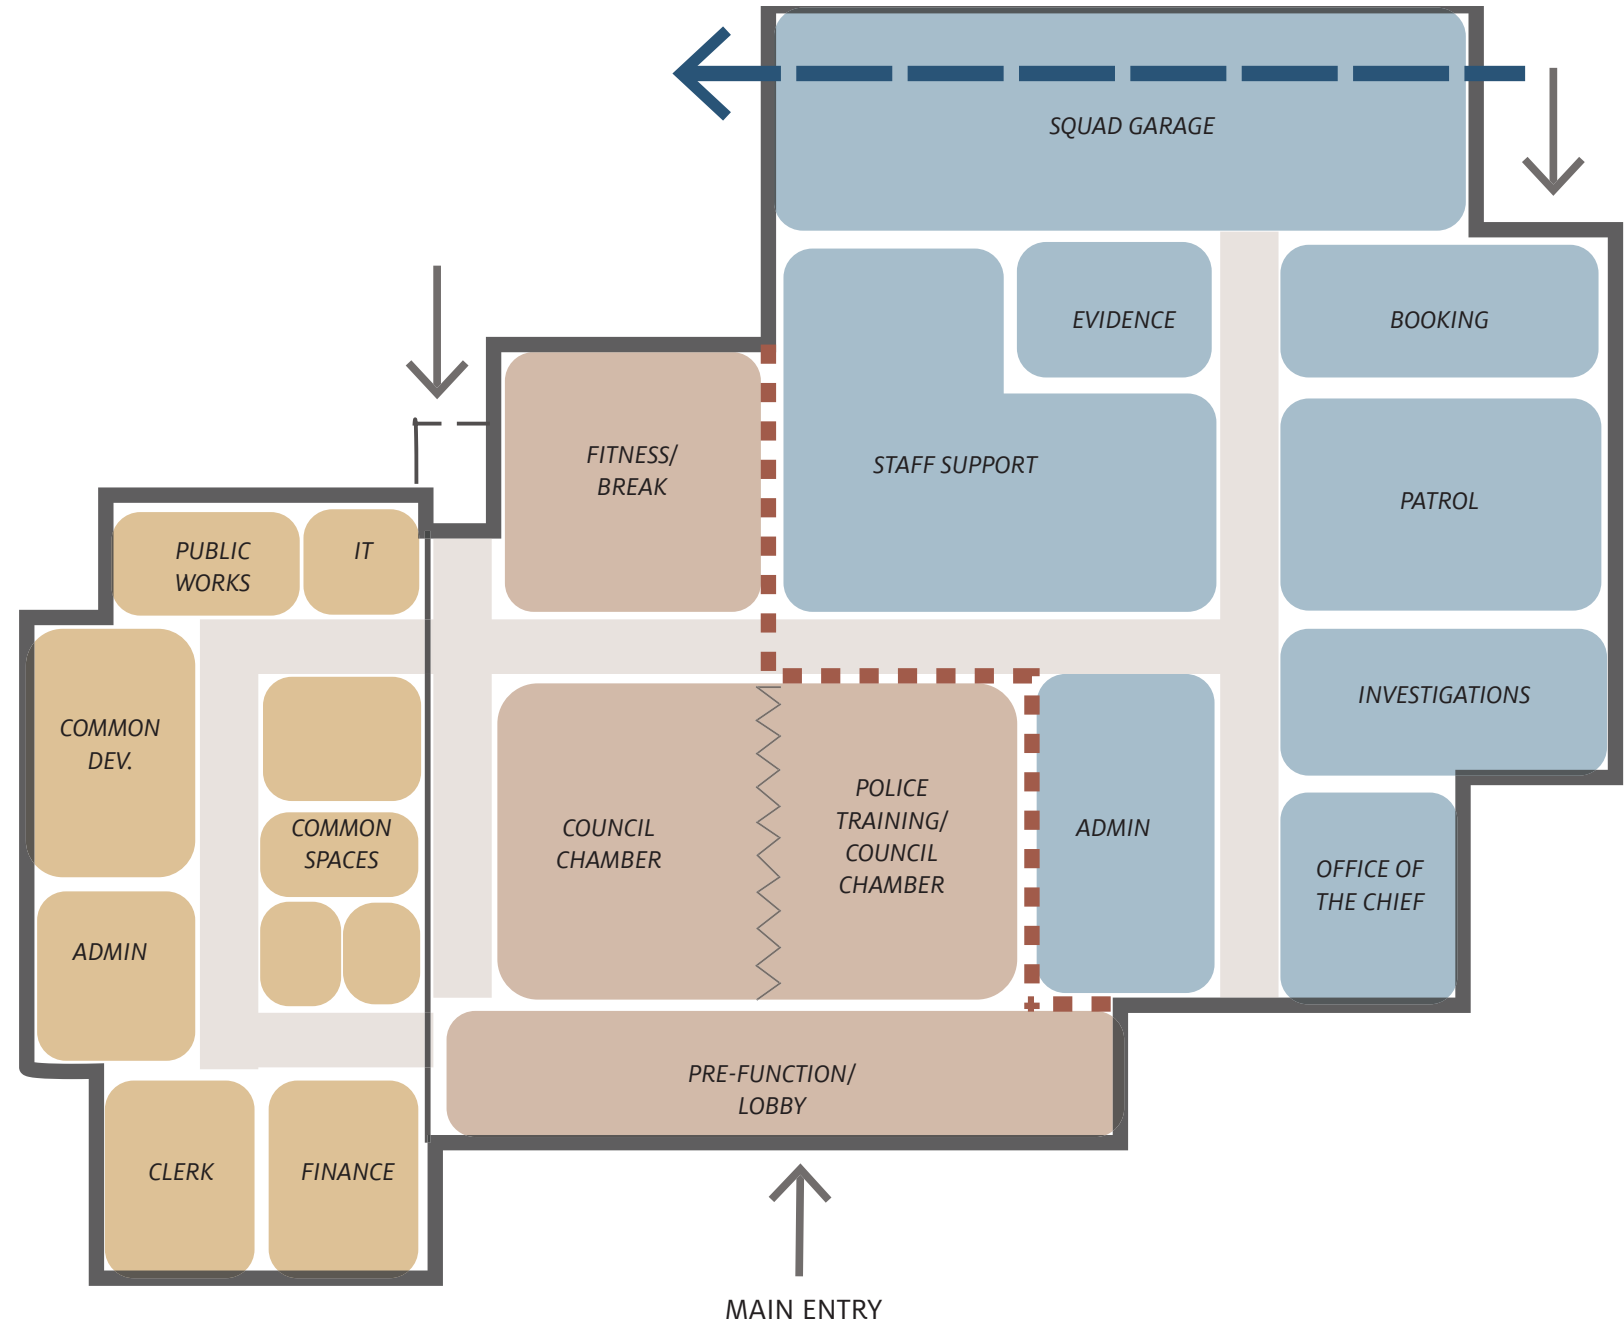 SQUAD GARAGE
EVIDENCE
BOOKING
FITNESS/
BREAK
STAFF SUPPORT
PATROL
PUBLIC
WORKS
IT
INVESTIGATIONS
COMMON
DEV.
COMMON
SPACES
COUNCIL
CHAMBER
POLICE
TRAINING/
COUNCIL
CHAMBER
ADMIN
OFFICE OF
THE CHIEF
ADMIN
PRE-FUNCTION/
LOBBY
CLERK
FINANCE
MAIN ENTRY